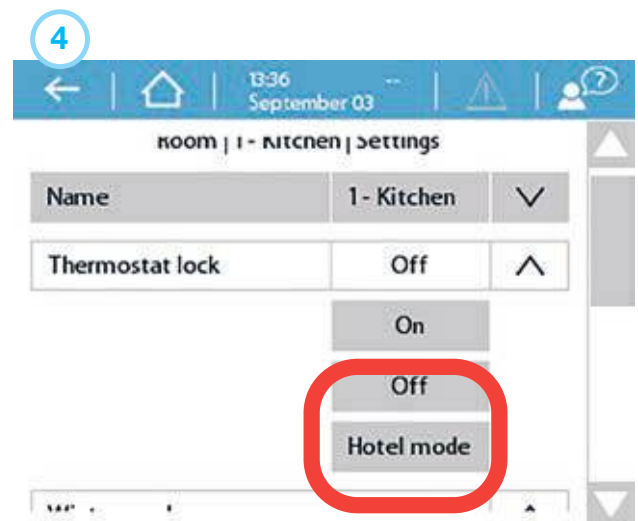 4
13:36 --
September 03
?
Room | 1 - Kitchen | Settings
Name 1 - Kitchen
Thermostat lock Off
On
Off
Hotel mode